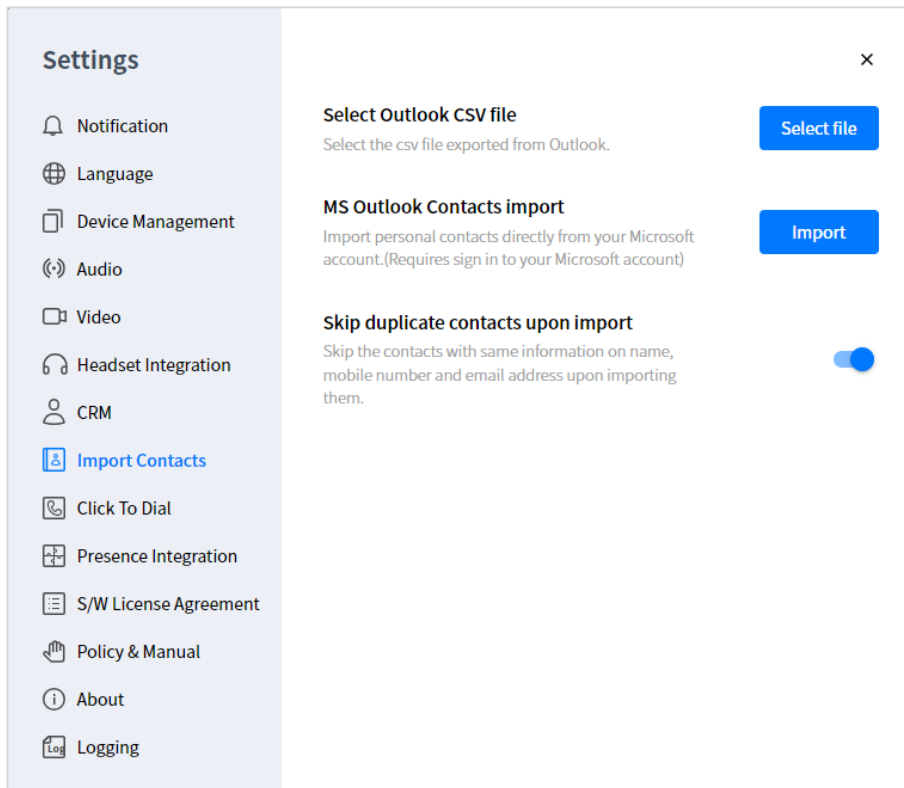 Settings
Notification
Language
Device Management
Audio
Video
Headset Integration
CRM
Import Contacts
Click To Dial
Presence Integration
S/W License Agreement
Policy & Manual
About
Log
Logging
Select Outlook CSV file
Select the csv file exported from Outlook.
Select file
MS Outlook Contacts import
Import personal contacts directly from your Microsoft
account.(Requires sign in to your Microsoft account)
Import
Skip duplicate contacts upon import
Skip the contacts with same information on name,
mobile number and email address upon importing
them.